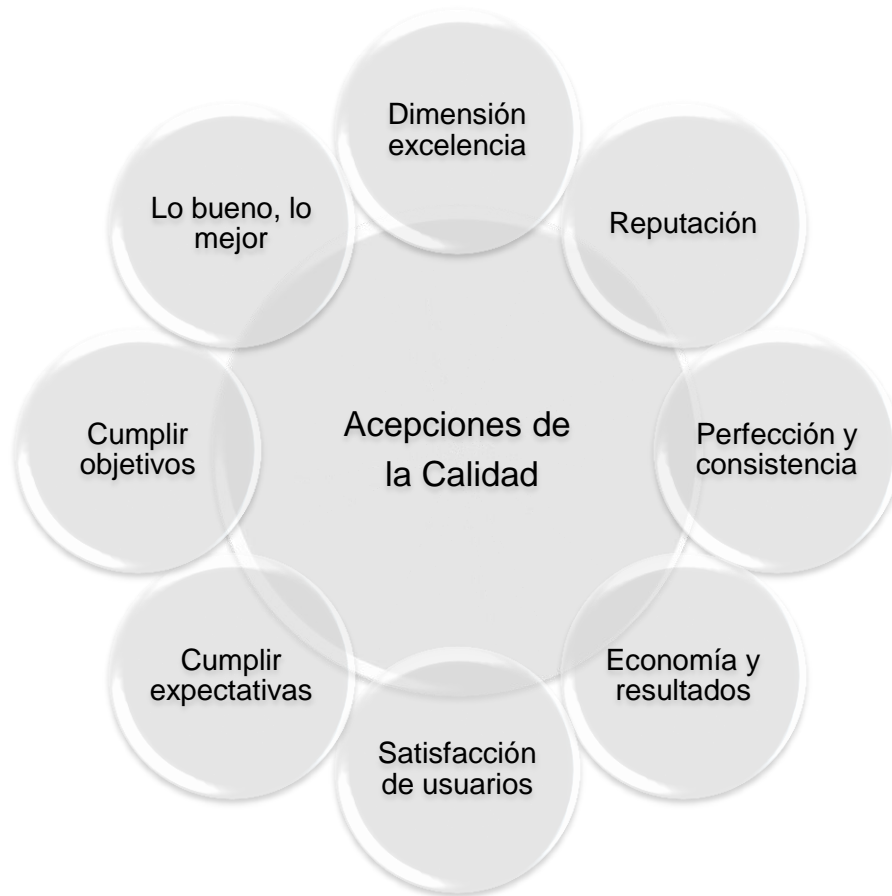 Dimensión
excelencia
Reputación
Perfección y
consistencia
Economía y
resultados
Satisfacción
de usuarios
Cumplir
expectativas
Cumplir
objetivos
Lo bueno, lo
mejor
Acepciones de
la Calidad